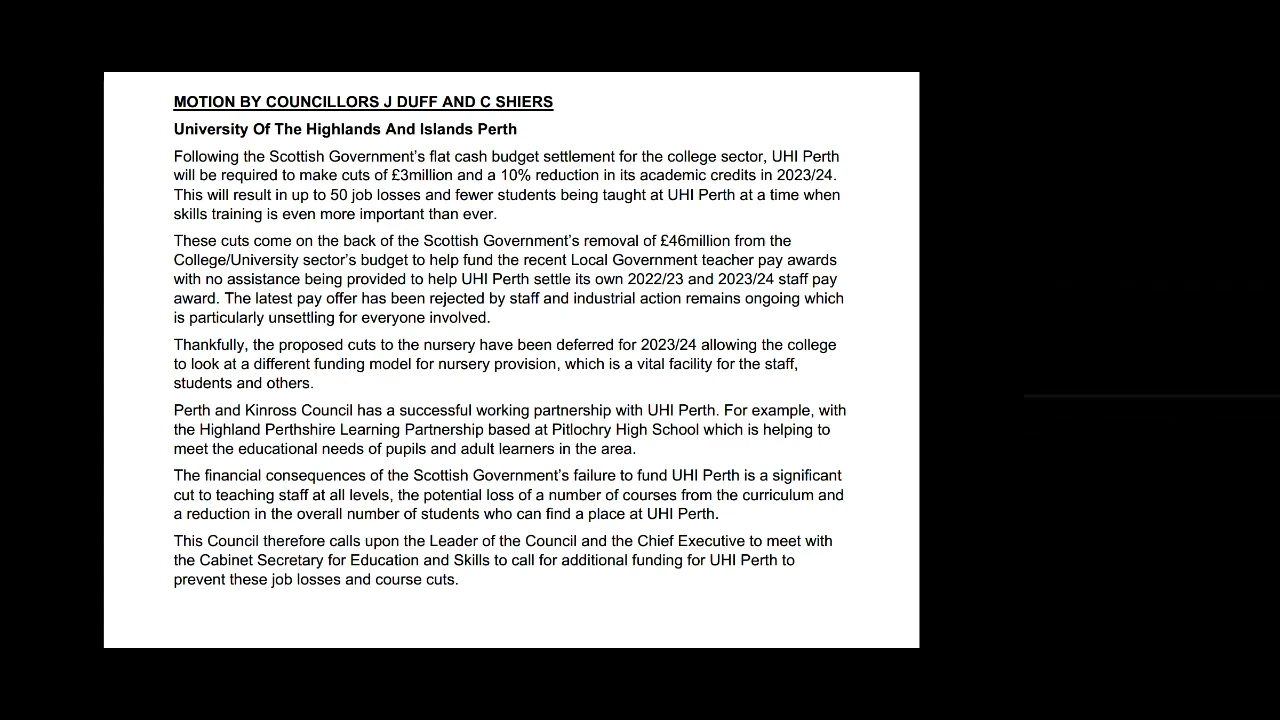 MOTION BY COUNCILLORS J DUFF AND C SHIERS
University Of The Highlands And Islands Perth
Following the Scottish Government’s flat cash budget settlement for the college sector, UHI Perth
will be required to make cuts of £3million and a 10% reduction in its academic credits in 2023/24.
This will result in up to 50 job losses and fewer students being taught at UHI Perth at a time when
skills training is even more important than ever.
These cuts come on the back of the Scottish Government’s removal of £46million from the
College/University sector’s budget to help fund the recent Local Government teacher pay awards
with no assistance being provided to help UHI Perth settle its own 2022/23 and 2023/24 staff pay
award. The latest pay offer has been rejected by staff and industrial action remains ongoing which
is particularly unsettling for everyone involved.
Thankfully, the proposed cuts to the nursery have been deferred for 2023/24 allowing the college
to look at a different funding model for nursery provision, which is a vital facility for the staff,
students and others.
Perth and Kinross Council has a successful working partnership with UHI Perth. For example, with
the Highland Perthshire Learning Partnership based at Pitlochry High School which is helping to
meet the educational needs of pupils and adult learners in the area.
The financial consequences of the Scottish Government’s failure to fund UHI Perth is a significant
cut to teaching staff at all levels, the potential loss of a number of courses from the curriculum and
a reduction in the overall number of students who can find a place at UHI Perth.
This Council therefore calls upon the Leader of the Council and the Chief Executive to meet with
the Cabinet Secretary for Education and Skills to call for additional funding for UHI Perth to
prevent these job losses and course cuts.